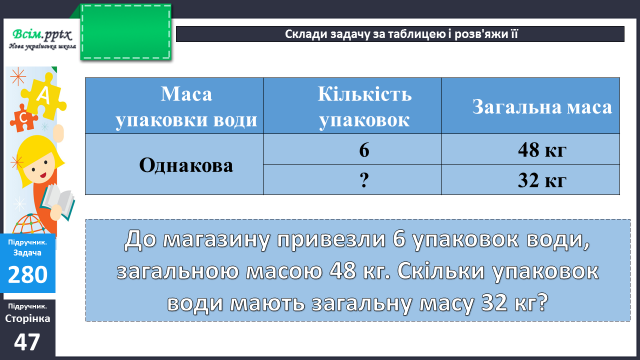 Всім.pptx
Нова українська школа
Склади задачу за таблицею і розв'яжи її
Маса упаковки води
Кількість упаковок
Загальна маса
Однакова
6
48 кг
?
32 кг
До магазину привезли 6 упаковок води,
загальною масою 48 кг. Скільки упаковок
води мають загальну масу 32 кг?
А
С
Підручник.
Задача
280
Підручник.
Сторінка
47